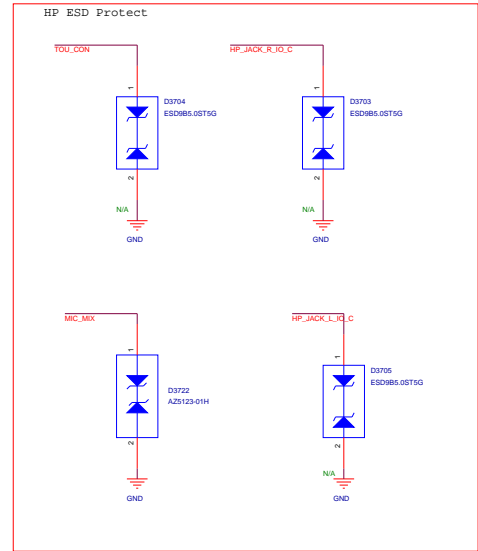 HP ESD Protect
TOU_CON
1
D3704
ESD9B5.0ST5G
2
N/A
GND
HP_JACK_R_IO_C
1
D3703
ESD9B5.0ST5G
2
N/A
GND
MIC_MIX
1
D3722
AZ5123-01H
2
GND
HP_JACK_L_IO_C
1
D3705
ESD9B5.0ST5G
2
N/A
GND